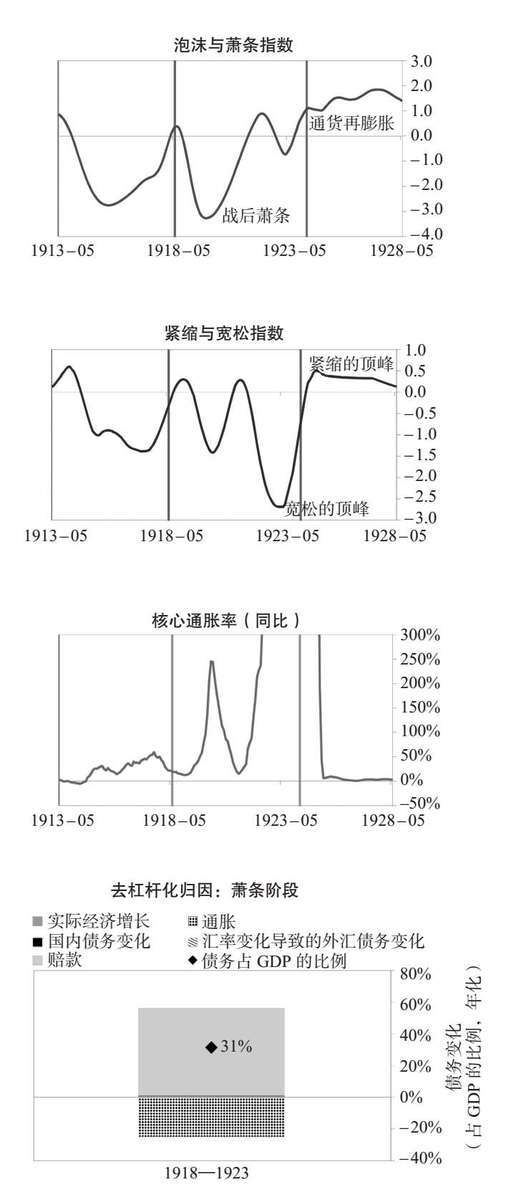 泡沫与萧条指数
3.0
2.0
1.0
0.0
−1.0
−2.0
−3.0
−4.0
通货再膨胀
战后萧条
1913−05 1918−05 1923−05 1928−05
紧缩与宽松指数
1.0
0.5
0.0
−0.5
−1.0
−1.5
−2.0
−2.5
−3.0
紧缩的顶峰
宽松的顶峰
1913−05 1918−05 1923−05 1928−05
核心通胀率（同比）
300%
250%
200%
150%
100%
50%
0%
−50%
1913−05 1918−05 1923−05 1928−05
去杠杆化归因：萧条阶段
实际经济增长 通胀
国内债务变化 汇率变化导致的外汇债务变化
赔款 债务占 GDP 的比例
80%
60%
40%
20%
0%
−20%
−40%
31%
债务变化
（占 GDP 的比例，年化）
1918—1923